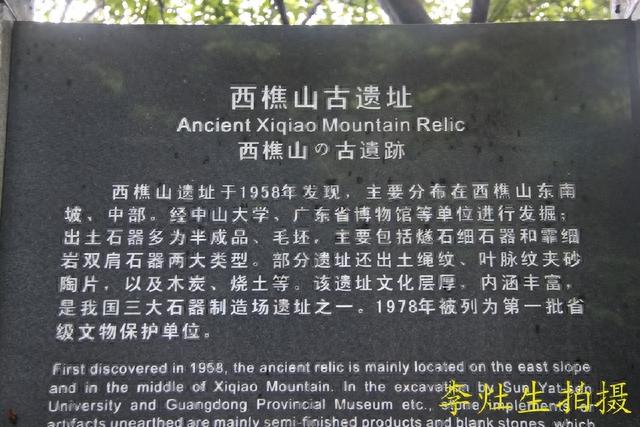 西樵山古遗址
Ancient Xiqiao Mountain Relic
西樵山の古遺跡
西樵山遗址于1958年发现，主要分布在西樵山东南
坡、中部。经中山大学、广东省博物馆等单位进行发掘；
出土石器多为半成品、毛坯，主要包括燧石细石器和霏细
岩双肩石器两大类型。部分遗址还出土绳纹、叶脉纹夹砂
陶片，以及木炭、烧土等。该遗址文化层厚，内涵丰富，
是我国三大石器制造场遗址之一。1978年被列为第一批省
级文物保护单位。
First discovered in 1958, the ancient relic is mainly located on the east slope
and in the middle of Xiqiao Mountain. In the excavation by Sun Yat-sen
University and Guangdong Provincial Museum etc., stone implements of
artifacts unearthed are mainly semi-finished products and blank stones, which
李灶生拍摄